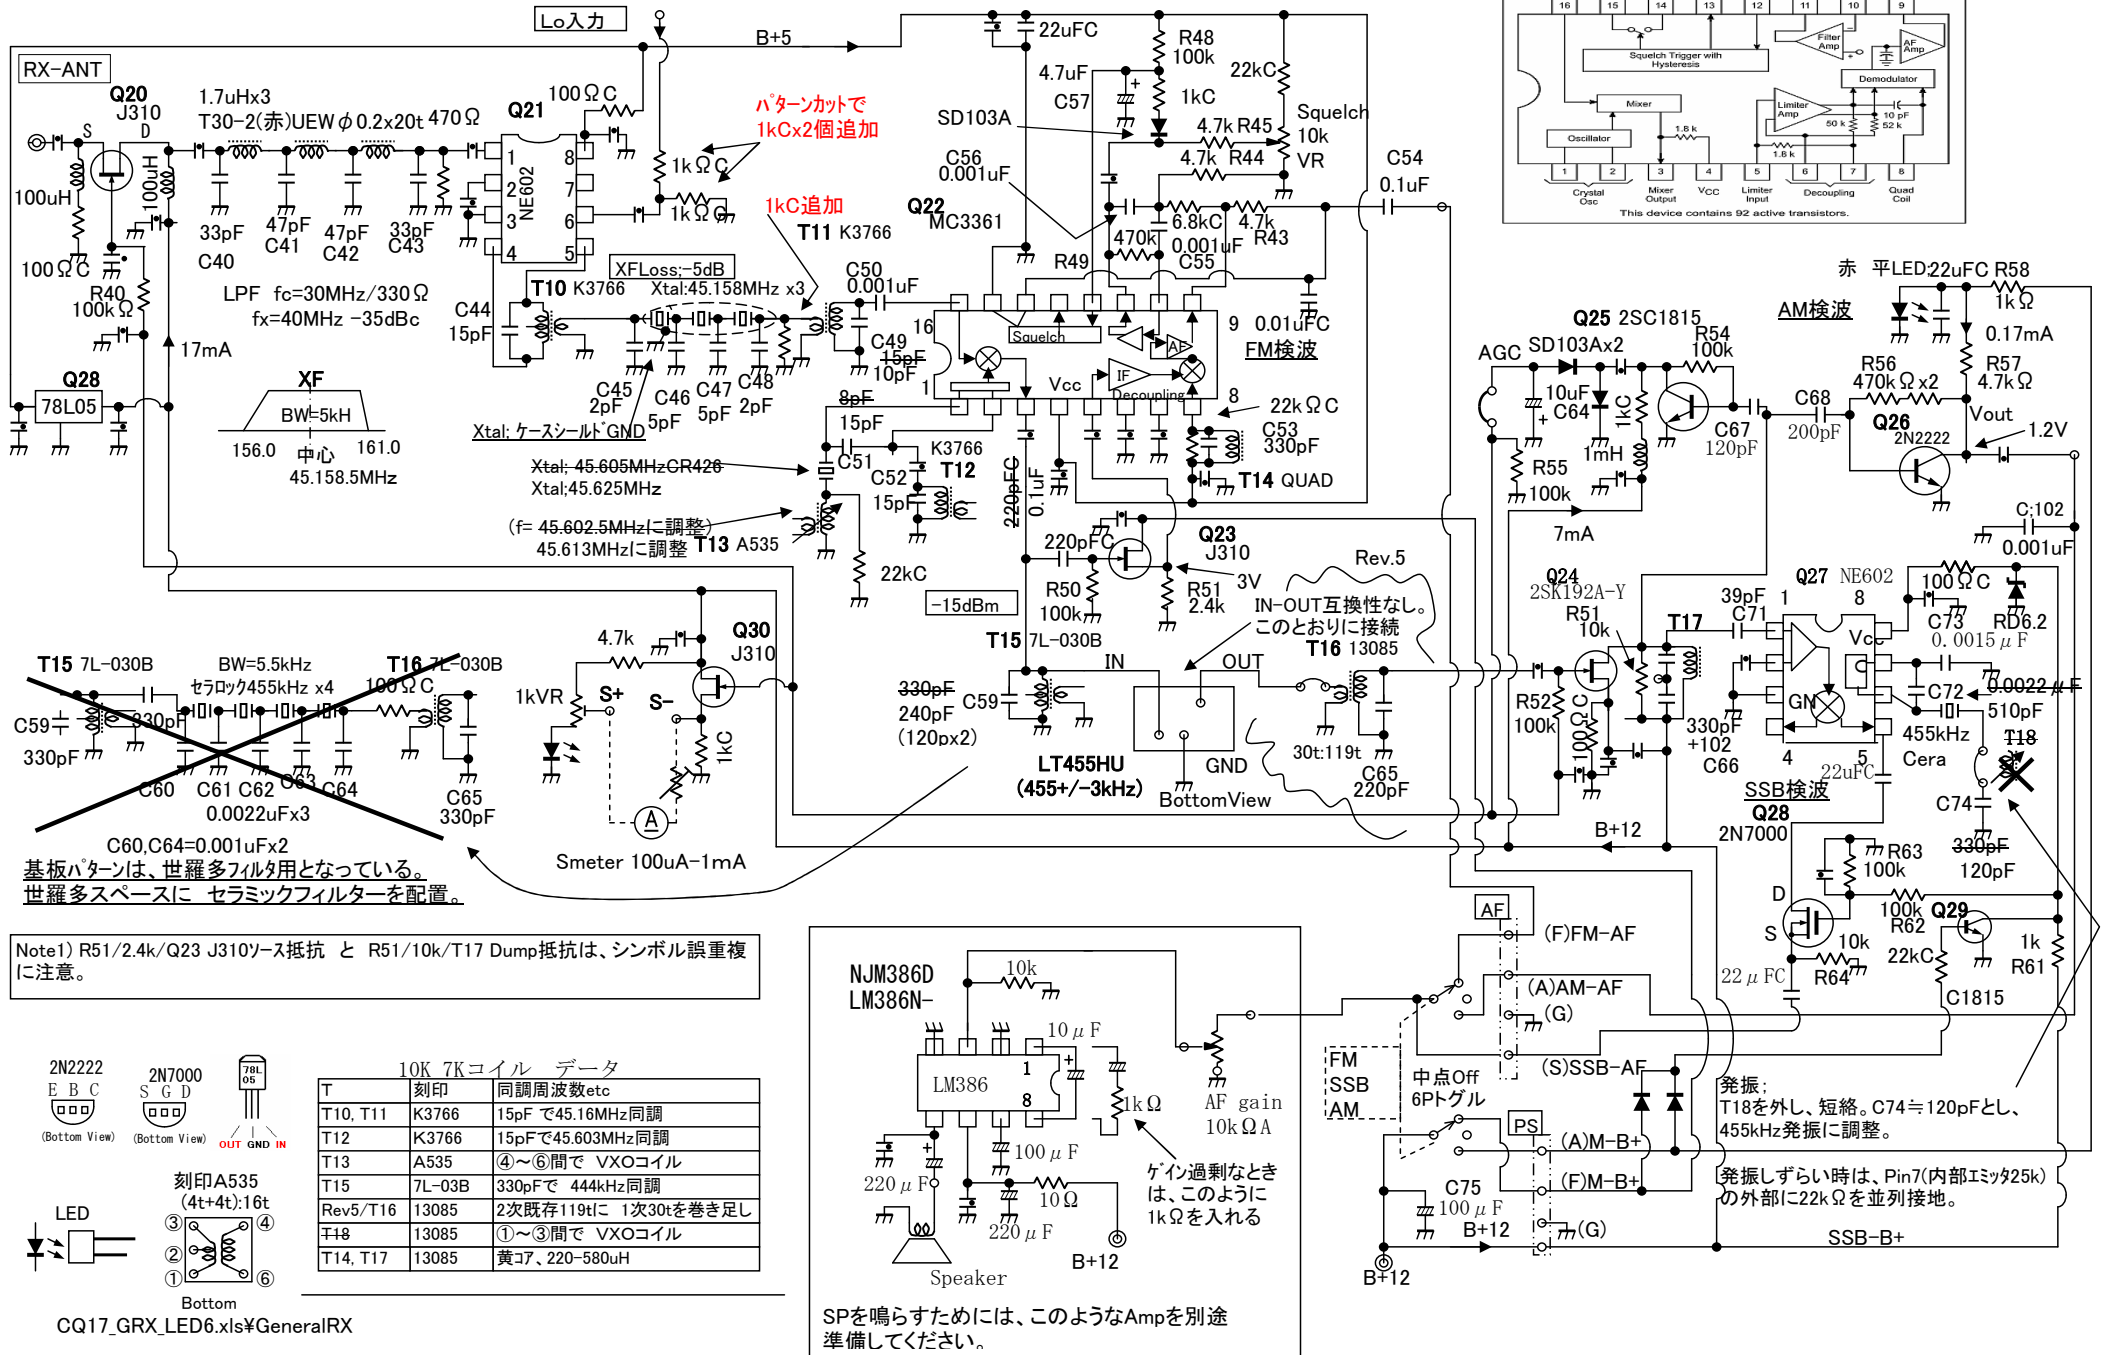 Lo入力
B+5
RX-ANT
Q20
J310
S
D
1.7uHx3
T30-2(赤)UEWφ0.2x20t
470Ω
Q21
100ΩC
パターンカットで
1kCx2個追加
1kΩC
1kΩC
1
2
3
4
8
7
6
5
NE602
100uH
100uH
100ΩC
R40
100kΩ
33pF
C40
47pF
C41
47pF
C42
33pF
C43
LPF fc=30MHz/330Ω
fx=40MHz -35dBc
17mA
Q28
78L05
XF
BW=5kH
156.0
中心
161.0
45.158.5MHz
C44
15pF
T10 K3766
XFLoss;-5dB
Xtal:45.158MHz x3
1kC追加
T11 K3766
C50
0.001uF
C49
15pF
10pF
C45
2pF
C46
5pF
C47
5pF
C48
2pF
Xtal; ケースシールドGND
Xtal; 45.605MHzCR426
Xtal;45.625MHz
(f= 45.602.5MHzに調整)
45.613MHzに調整
T13 A535
22kC
8pF
15pF
C51
C52
15pF
K3766
T12
22uFC
4.7uF
C57
R48
100k
1kC
SD103A
22kC
Squelch
10k
VR
4.7k R45
4.7k R44
C56
0.001uF
Q22
MC3361
6.8kC
4.7k
R43
470k
R49
0.001uF
C55
C54
0.1uF
16
1
9
8
Squelch
AF
IF
Vcc
Decoupling
0.01uFC
FM検波
22kΩC
C53
330pF
T14 QUAD
220pFC
0.1uF
220pFC
Q23
J310
3V
R50
100k
R51
2.4k
-15dBm
16
15
14
13
12
11
10
9
Squelch Trigger with
Hysteresis
Filter
Amp
AF
Amp
Demodulator
Mixer
Oscillator
Limiter
Amp
10 pF
50 k
52 k
1.8 k
1.8 k
1
2
3
4
5
6
7
8
Crystal
Osc
Mixer
Output
VCC
Limiter
Input
Decoupling
Quad
Coil
This device contains 92 active transistors.
赤 平LED;22uFC R58
1kΩ
AM検波
0.17mA
AGC
Q25 2SC1815
SD103Ax2
R54
100k
10uF
C64
1kC
1mH
R55
100k
C67
120pF
C68
200pF
R56
470kΩx2
R57
4.7kΩ
Vout
Q26
2N2222
1.2V
7mA
C;102
0.001uF
Rev.5
IN-OUT互換性なし。
このとおりに接続
T15 7L-030B
IN
OUT
T16 13085
330pF
240pF
(120px2)
C59
LT455HU
(455+/-3kHz)
GND
BottomView
30t:119t
C65
220pF
Q24
2SK192A-Y
R51
10k
R52
100k
100ΩC
T17
330pF
+102
C66
39pF
C71
Q27
NE602
1
8
4
5
Vcc
GN
100ΩC
C73
0.0015μF
RD6.2
C72
0.0022μF
510pF
455kHz
Cera
T18
C74
330pF
120pF
22uFC
SSB検波
Q28
2N7000
D
S
R63
100k
100k
R62
10k
R64
22μFC
Q29
22kC
C1815
1k
R61
B+12
T15 7L-030B
BW=5.5kHz
セラロック455kHz x4
T16 7L-030B
100ΩC
C59
330pF
330pF
C60
C61
C62
C63
C64
0.0022uFx3
C65
330pF
C60,C64=0.001uFx2
基板パターンは、世羅多フィルタ用となっている。
世羅多スペースに セラミックフィルターを配置。
4.7k
Q30
J310
1kVR
S+
S-
1kC
A
Smeter 100uA-1mA
Note1) R51/2.4k/Q23 J310ソース抵抗 と R51/10k/T17 Dump抵抗は、シンボル誤重複
に注意。
2N2222
E B C
(Bottom View)
2N7000
S G D
(Bottom View)
78L
05
OUT GND IN
LED
刻印A535
(4t+4t):16t
③
②
①
④
⑥
Bottom
10K 7Kコイル データ
T 刻印 同調周波数etc
T10, T11 K3766 15pF で45.16MHz同調
T12 K3766 15pFで45.603MHz同調
T13 A535 ④～⑥間で VXOコイル
T15 7L-03B 330pFで 444kHz同調
Rev5/T16 13085 2次既存119tに 1次30tを巻き足し
T18 13085 ①～③間で VXOコイル
T14, T17 13085 黄コア、220-580uH
CQ17_GRX_LED6.xls¥GeneralRX
NJM386D
LM386N-
10k
LM386
1
8
10μF
1kΩ
100μF
220μF
10Ω
220μF
Speaker
B+12
AF gain
10kΩA
ゲイン過剰なとき
は、このように
1kΩを入れる
SPを鳴らすためには、このようなAmpを別途
準備してください。
AF
(F)FM-AF
(A)AM-AF
(G)
(S)SSB-AF
FM
SSB
AM
中点Off
6Pトグル
PS
(A)M-B+
(F)M-B+
(G)
C75
100μF
B+12
B+12
SSB-B+
発振;
T18を外し、短絡。C74≒120pFとし、
455kHz発振に調整。
発振しずらい時は、Pin7(内部エミッタ25k)
の外部に22kΩを並列接地。